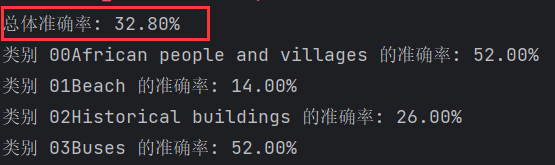 总体准确率: 32.80%
类别 00African people and villages 的准确率: 52.00%
类别 01Beach 的准确率: 14.00%
类别 02Historical buildings 的准确率: 26.00%
类别 03Buses 的准确率: 52.00%